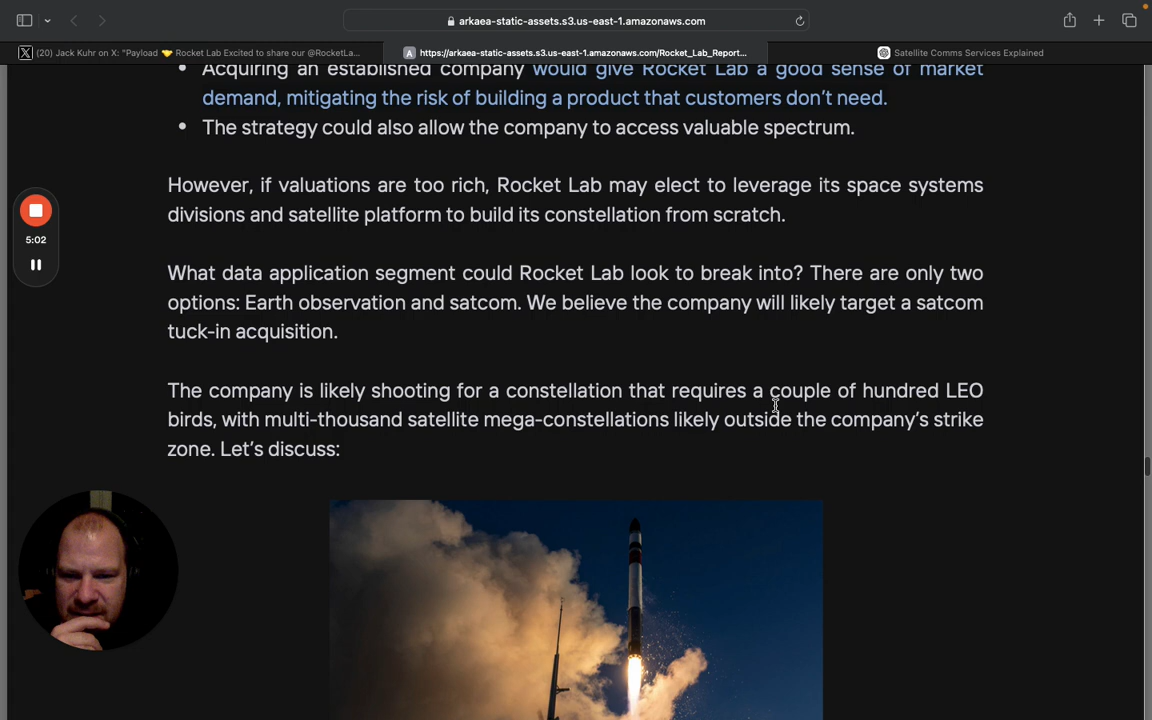 arkaea-static-assets.s3.us-east-1.amazonaws.com
(20) Jack Kuhr on X: "Payload 🤝 Rocket Lab Excited to share our @RocketLa...
https://arkaea-static-assets.s3.us-east-1.amazonaws.com/Rocket_Lab_Report...
Satellite Comms Services Explained
• Acquiring an established company would give Rocket Lab a good sense of market
demand, mitigating the risk of building a product that customers don't need.
• The strategy could also allow the company to access valuable spectrum.
However, if valuations are too rich, Rocket Lab may elect to leverage its space systems
divisions and satellite platform to build its constellation from scratch.
What data application segment could Rocket Lab look to break into? There are only two
options: Earth observation and satcom. We believe the company will likely target a satcom
tuck-in acquisition.
The company is likely shooting for a constellation that requires a couple of hundred LEO
birds, with multi-thousand satellite mega-constellations likely outside the company's strike
zone. Let's discuss:
5:02